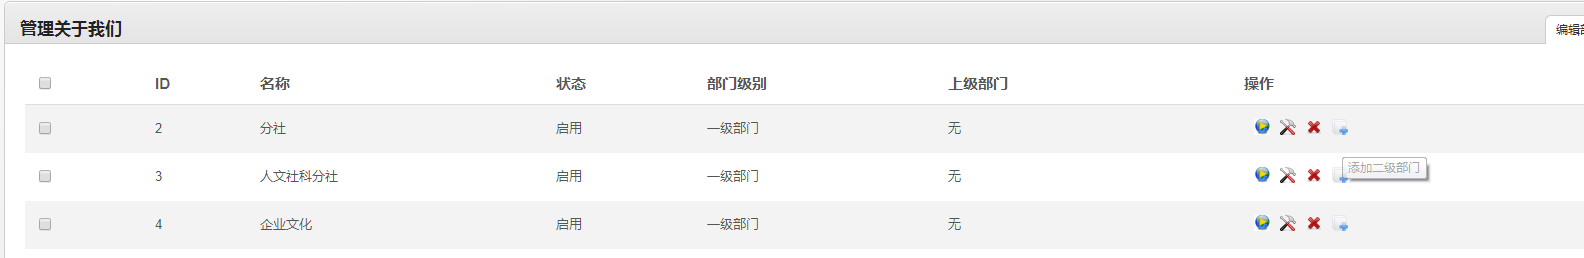 管理关于我们
编辑部
ID 名称 状态 部门级别 上级部门 操作
2 分社 启用 一级部门 无
添加二级部门
3 人文社科分社 启用 一级部门 无
4 企业文化 启用 一级部门 无